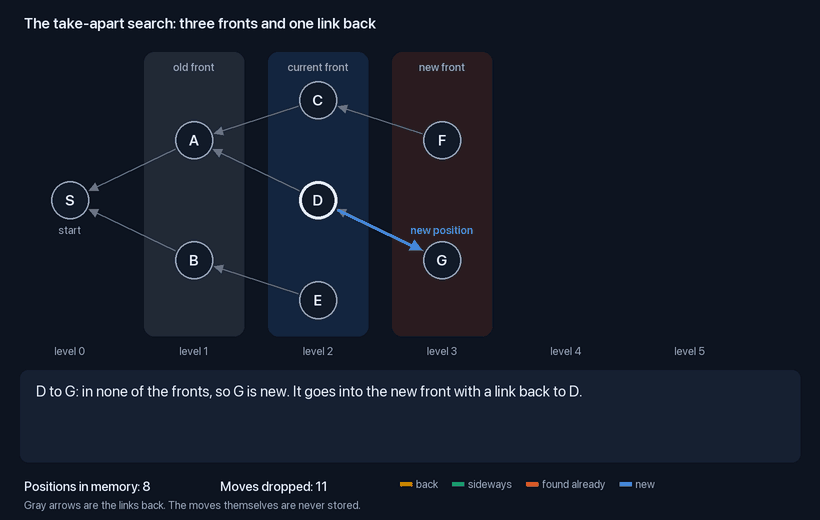 The take-apart search: three fronts and one link back
old front
current front
new front
C
A
F
S
D
start
new position
B
G
E
level 0
level 1
level 2
level 3
level 4
level 5
D to G: in none of the fronts, so G is new. It goes into the new front with a link back to D.
Positions in memory: 8
Moves dropped: 11
back
sideways
found already
new
Gray arrows are the links back. The moves themselves are never stored.